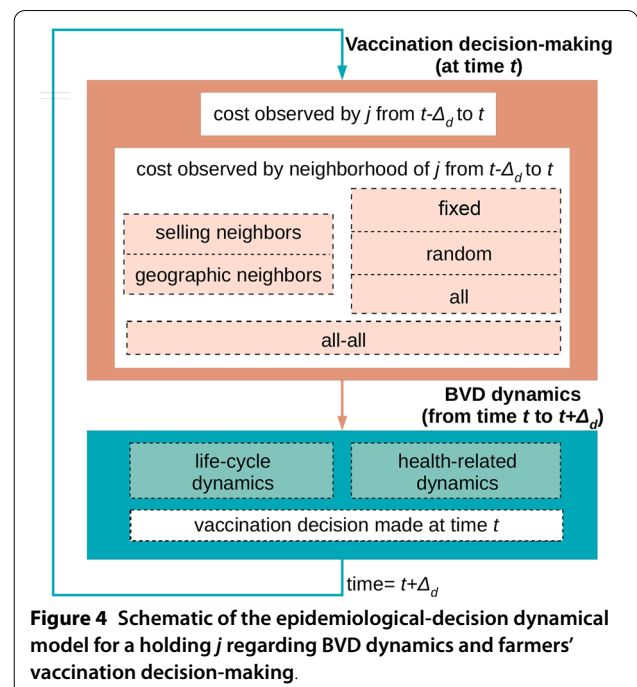 Vaccination decision-making
(at time t)
cost observed by j from t-Δd to t
cost observed by neighborhood of j from t-Δd to t
selling neighbors
geographic neighbors
fixed
random
all
all-all
BVD dynamics
(from time t to t+Δd)
life-cycle
dynamics
health-related
dynamics
vaccination decision made at time t
time= t+Δd
Figure 4 Schematic of the epidemiological-decision dynamical
model for a holding j regarding BVD dynamics and farmers'
vaccination decision-making.